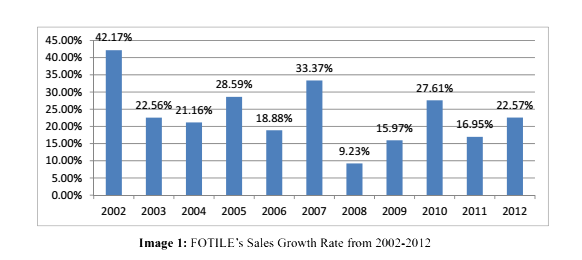 45.00% 42.17%
40.00%
35.00% 33.37%
30.00% 28.59% 27.61%
25.00% 22.56% 21.16% 22.57%
20.00% 18.88% 15.97% 16.95%
15.00%
10.00% 9.23%
5.00%
0.00%
2002 2003 2004 2005 2006 2007 2008 2009 2010 2011 2012
Image 1: FOTILE's Sales Growth Rate from 2002-2012